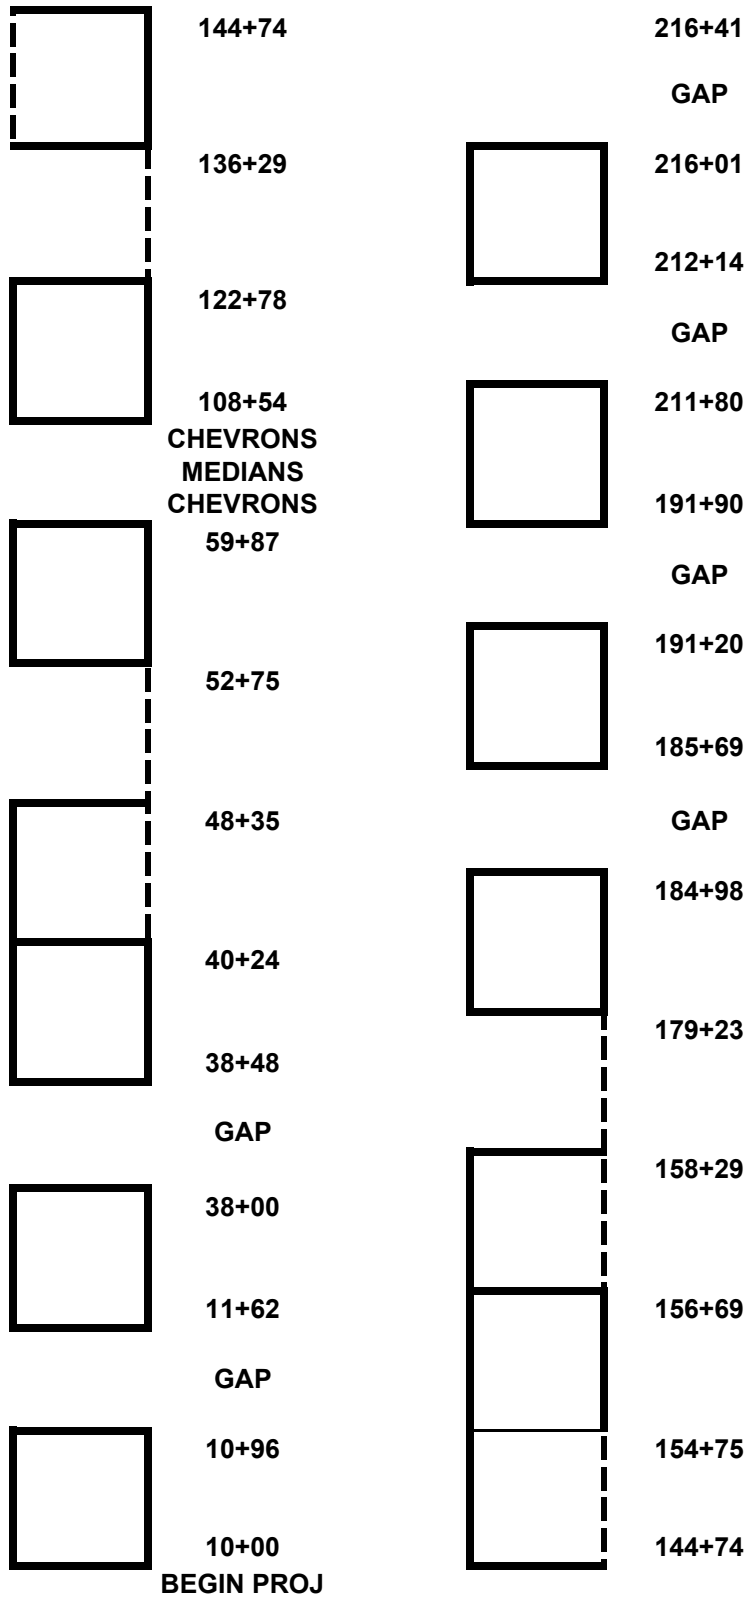 144+74
136+29
122+78
108+54
CHEVRONS
MEDIANS
CHEVRONS
59+87
52+75
48+35
40+24
38+48
GAP
38+00
11+62
GAP
10+96
10+00
BEGIN PROJ
216+41
GAP
216+01
212+14
GAP
211+80
191+90
GAP
191+20
185+69
GAP
184+98
179+23
158+29
156+69
154+75
144+74